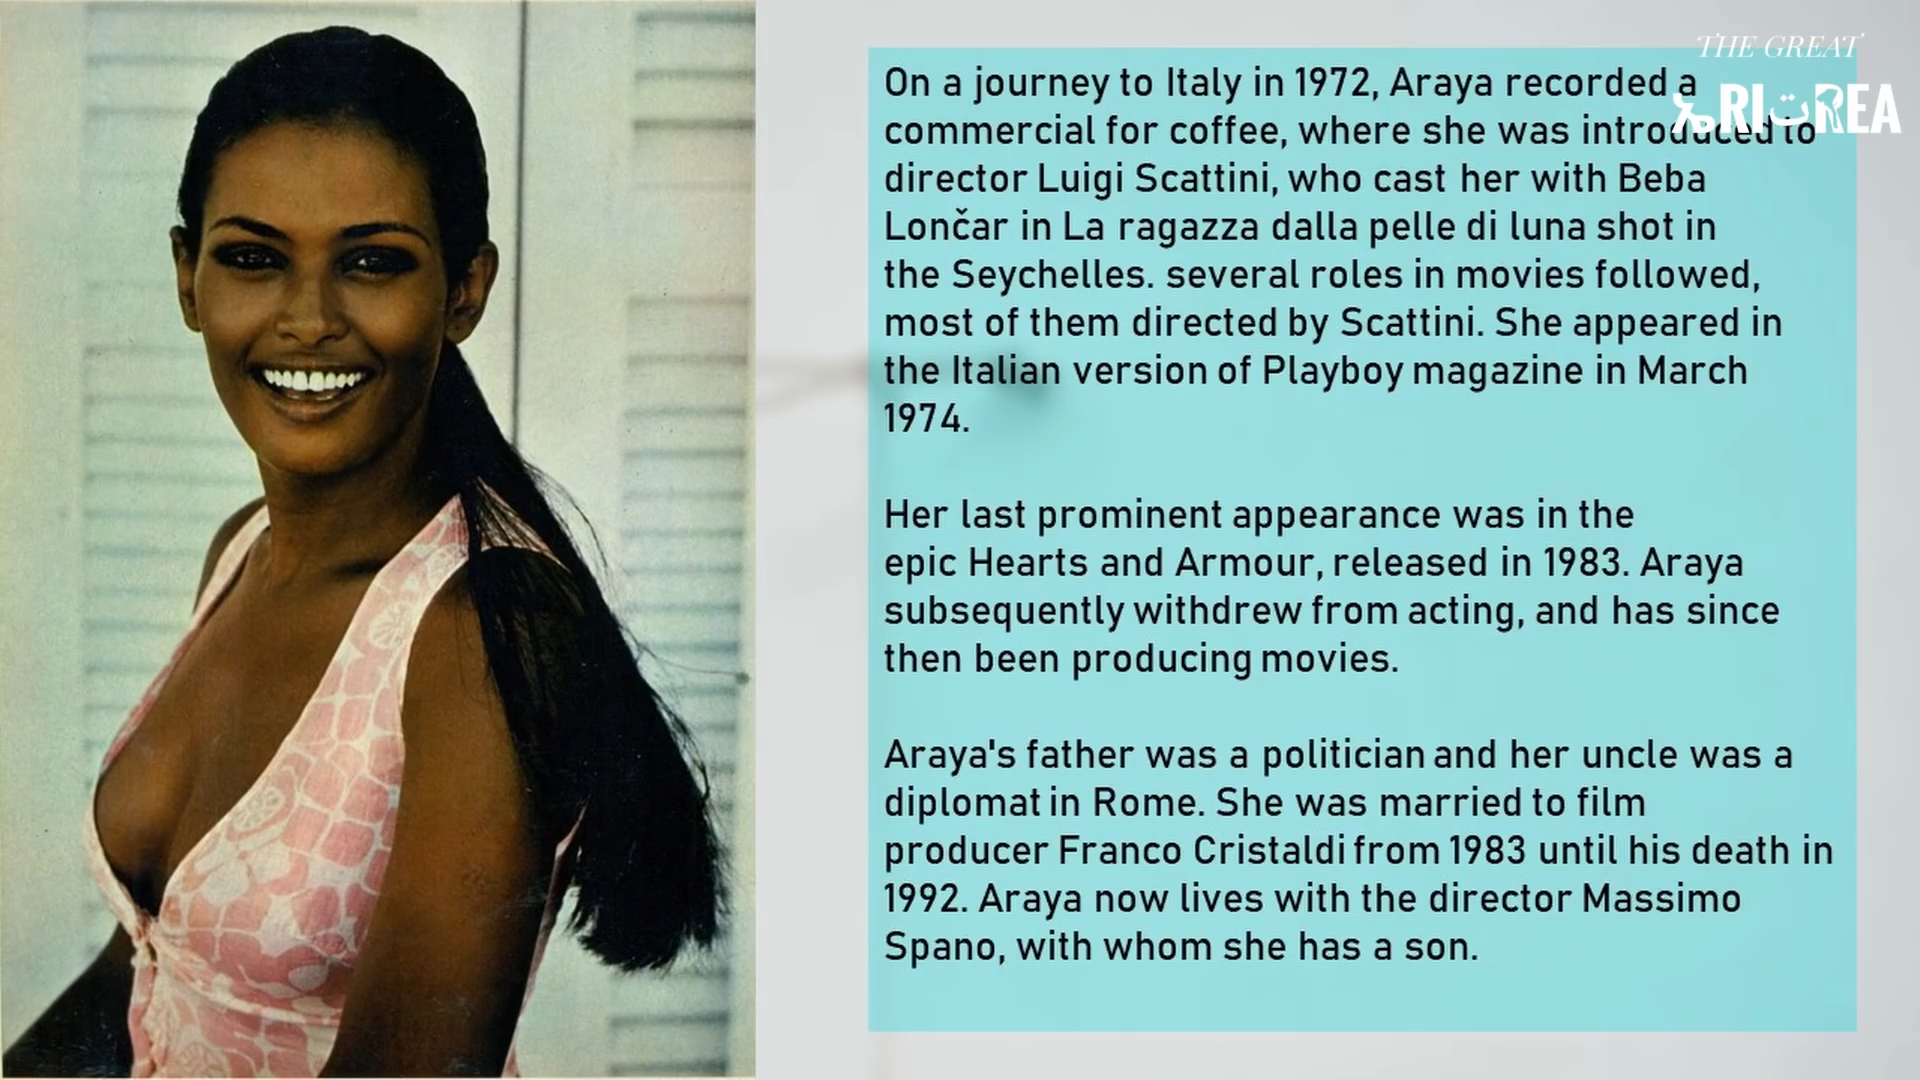 THE GREAT
On a journey to Italy in 1972, Araya recorded a
commercial for coffee, where she was introduced to
director Luigi Scattini, who cast her with Beba
Lončar in La ragazza dalla pelle di luna shot in
the Seychelles. several roles in movies followed,
most of them directed by Scattini. She appeared in
the Italian version of Playboy magazine in March
1974.
Her last prominent appearance was in the
epic Hearts and Armour, released in 1983. Araya
subsequently withdrew from acting, and has since
then been producing movies.
Araya's father was a politician and her uncle was a
diplomat in Rome. She was married to film
producer Franco Cristaldi from 1983 until his death in
1992. Araya now lives with the director Massimo
Spano, with whom she has a son.